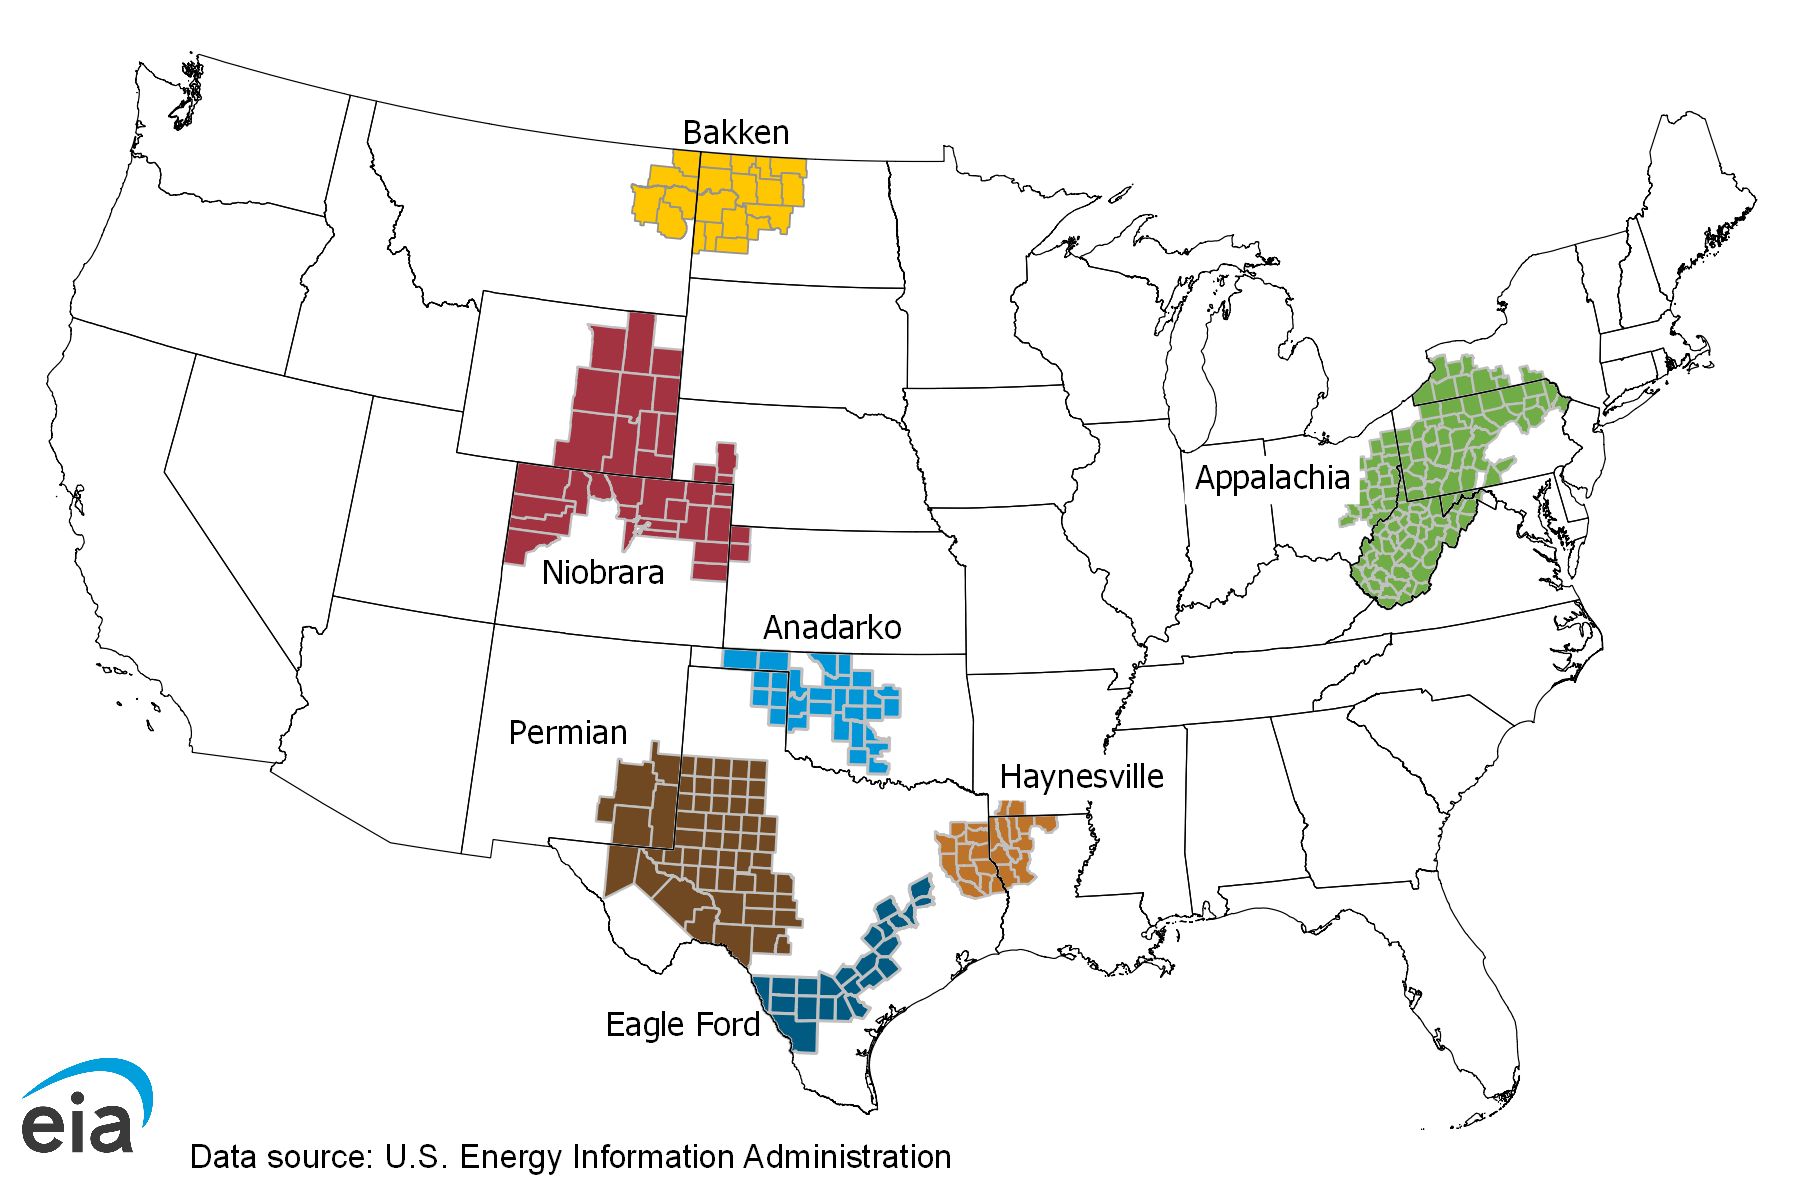 Bakken
Appalachia
Niobrara
Anadarko
Permian
Haynesville
Eagle Ford
eia
Data source: U.S. Energy Information Administration